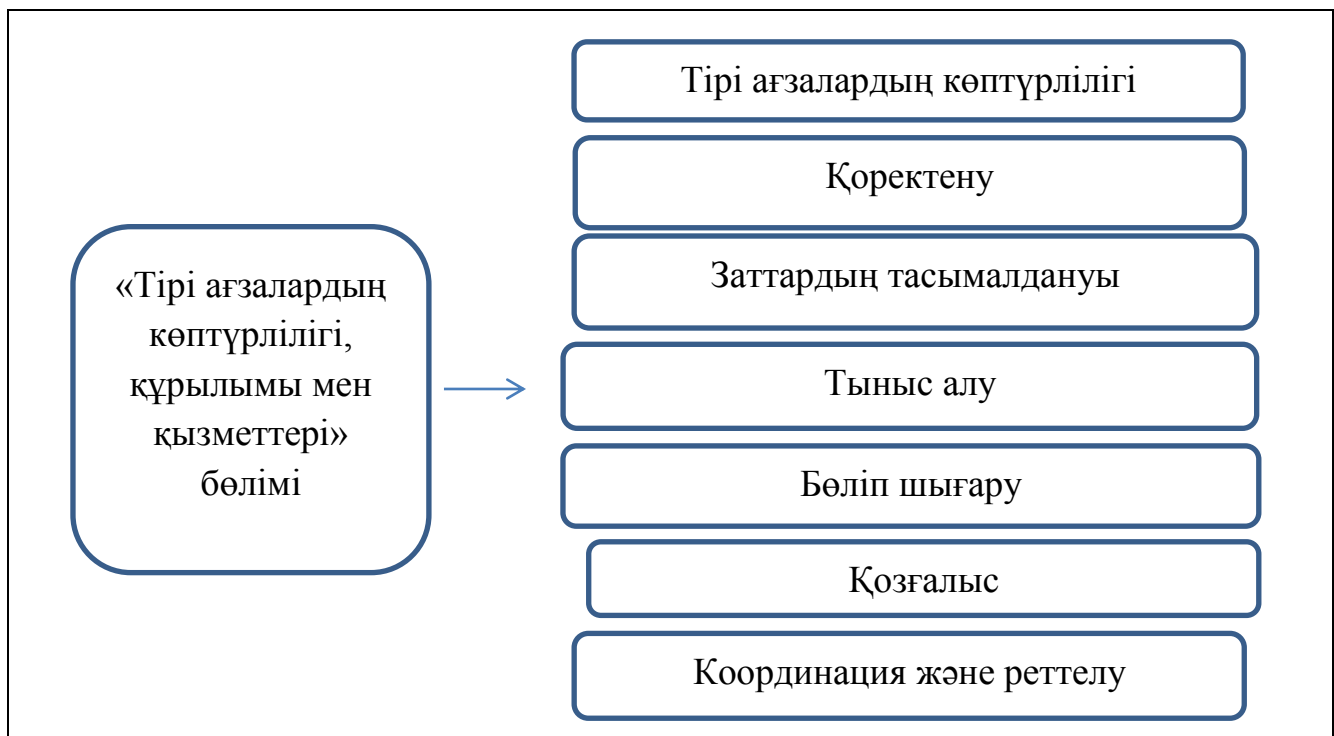 «Тірі ағзалардың
көптүрлілігі,
құрылымы мен
қызметтері»
бөлімі
Тірі ағзалардың көптүрлілігі
Қоректену
Заттардың тасымалдануы
Тыныс алу
Бөліп шығару
Қозғалыс
Координация және реттелу